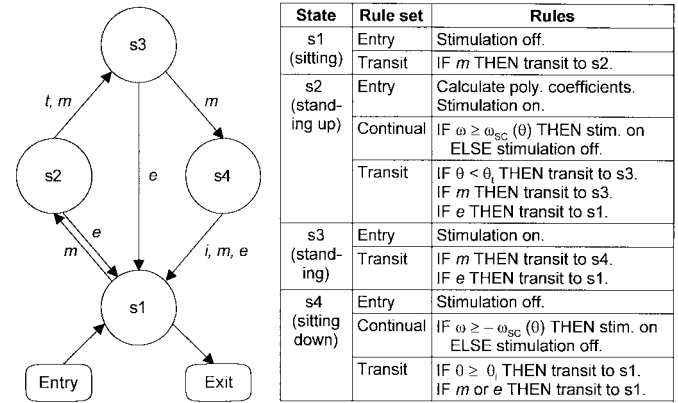 s3
t, m
m
s2
e
s4
e
m
i, m, e
s1
Entry
Exit
State Rule set Rules
s1 (sitting) Entry Stimulation off.
Transit IF m THEN transit to s2.
s2 (stand-ing up) Entry Calculate poly. coefficients.
Stimulation on.
Continual IF ω ≥ ω_SC (θ) THEN stim. on
ELSE stimulation off.
Transit IF θ < θ_t THEN transit to s3.
IF m THEN transit to s3.
IF e THEN transit to s1.
s3 (stand-ing) Entry Stimulation on.
Transit IF m THEN transit to s4.
IF e THEN transit to s1.
s4 (sitting down) Entry Stimulation off.
Continual IF ω ≥ – ω_SC (θ) THEN stim. on
ELSE stimulation off.
Transit IF θ ≥ θ_i THEN transit to s1.
IF m or e THEN transit to s1.